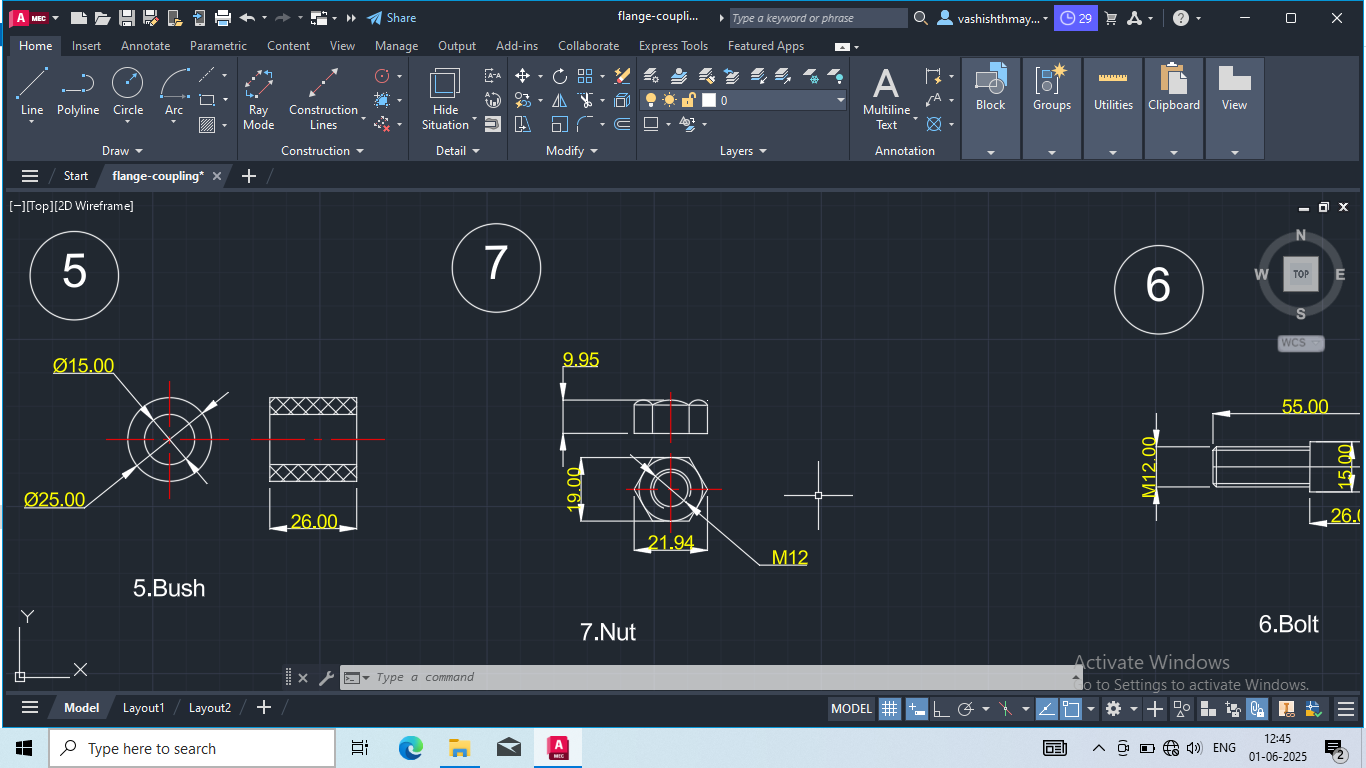 A MEC
Share
flange-coupli...
Type a keyword or phrase
vashishthmay...
29
Home Insert Annotate Parametric Content View Manage Output Add-ins Collaborate Express Tools Featured Apps
Line Polyline Circle Arc
Ray Mode
Construction Lines
Hide Situation
0
Multiline Text
Block Groups Utilities Clipboard View
Draw Construction Detail Modify Layers Annotation
Start flange-coupling*
[−][Top][2D Wireframe]
N
W TOP E
S
WCS
5
7
6
Ø15.00
Ø25.00
26.00
5.Bush
9.95
19.00
21.94
M12
7.Nut
55.00
M12.00
15.00
26.0
6.Bolt
Y
X
Activate Windows
Go to Settings to activate Windows.
Type a command
Model Layout1 Layout2
MODEL
Type here to search
A MEC
ENG
12:45
01-06-2025
2